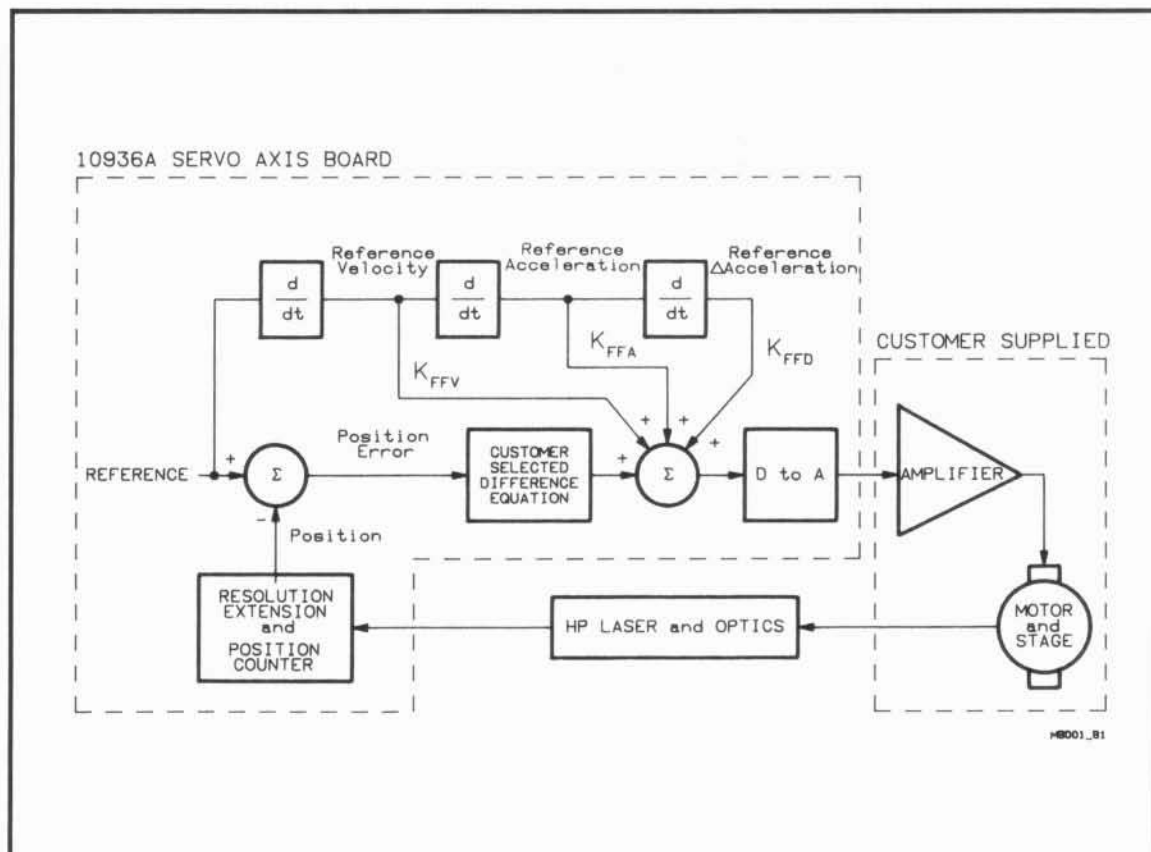 10936A SERVO AXIS BOARD
Reference
Velocity
Reference
Acceleration
Reference
ΔAcceleration
d
dt
d
dt
d
dt
K FFV
K FFA
K FFD
CUSTOMER SUPPLIED
REFERENCE
+
Σ
-
Position
Error
CUSTOMER
SELECTED
DIFFERENCE
EQUATION
+
+
+
+
Σ
D to A
AMPLIFIER
Position
RESOLUTION
EXTENSION
and
POSITION
COUNTER
HP LASER and OPTICS
MOTOR
and
STAGE
M8001_B1